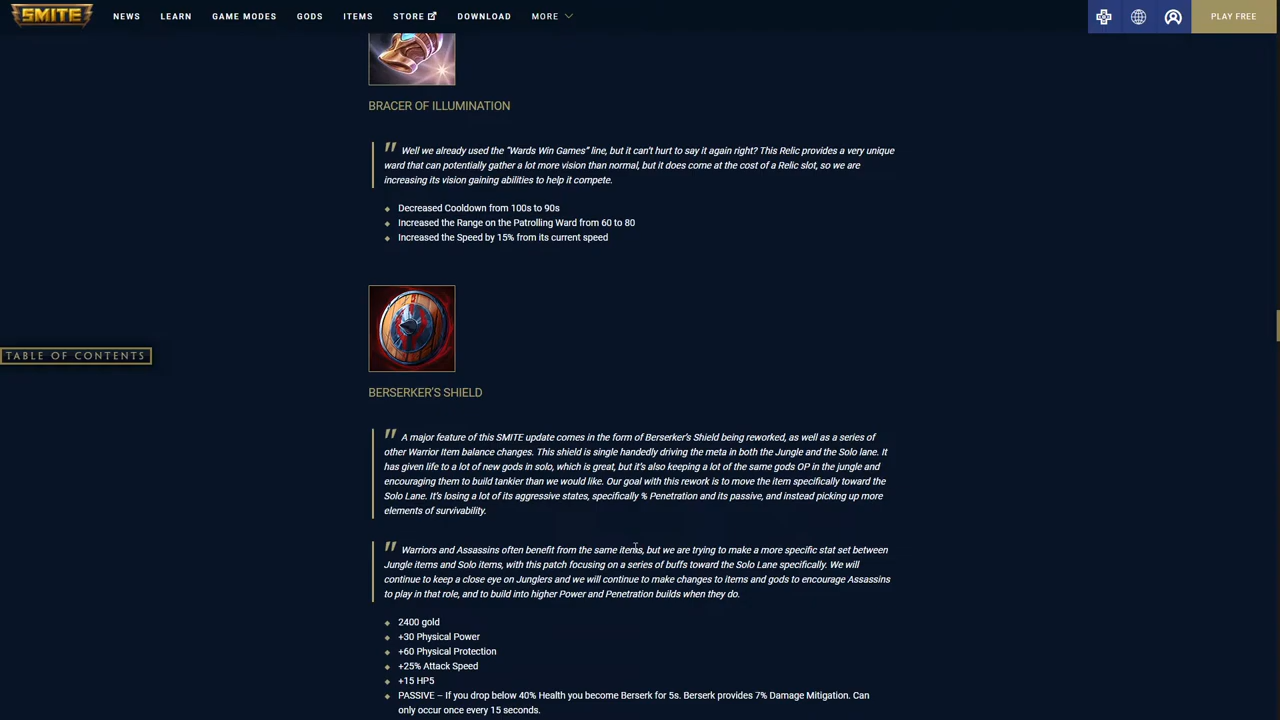 SMITE NEWS LEARN GAME MODES GODS ITEMS STORE DOWNLOAD MORE PLAY FREE
BRACER OF ILLUMINATION
" Well we already used the “Wards Win Games” line, but it can’t hurt to say it again right? This Relic provides a very unique
ward that can potentially gather a lot more vision than normal, but it does come at the cost of a Relic slot, so we are
increasing its vision gaining abilities to help it compete.
Decreased Cooldown from 100s to 90s
Increased the Range on the Patrolling Ward from 60 to 80
Increased the Speed by 15% from its current speed
TABLE OF CONTENTS
BERSERKER’S SHIELD
" A major feature of this SMITE update comes in the form of Berserker’s Shield being reworked, as well as a series of
other Warrior Item balance changes. This shield is single handedly driving the meta in both the Jungle and the Solo lane. It
has given life to a lot of new gods in solo, which is great, but it’s also keeping a lot of the same gods OP in the jungle and
encouraging them to build tankier than we would like. Our goal with this rework is to move the item specifically toward the
Solo Lane. It’s losing a lot of its aggressive states, specifically % Penetration and its passive, and instead picking up more
elements of survivability.
" Warriors and Assassins often benefit from the same items, but we are trying to make a more specific stat set between
Jungle items and Solo items, with this patch focusing on a series of buffs toward the Solo Lane specifically. We will
continue to keep a close eye on Junglers and we will continue to make changes to items and gods to encourage Assassins
to play in that role, and to build into higher Power and Penetration builds when they do.
2400 gold
+30 Physical Power
+60 Physical Protection
+25% Attack Speed
+15 HP5
PASSIVE – If you drop below 40% Health you become Berserk for 5s. Berserk provides 7% Damage Mitigation. Can
only occur once every 15 seconds.